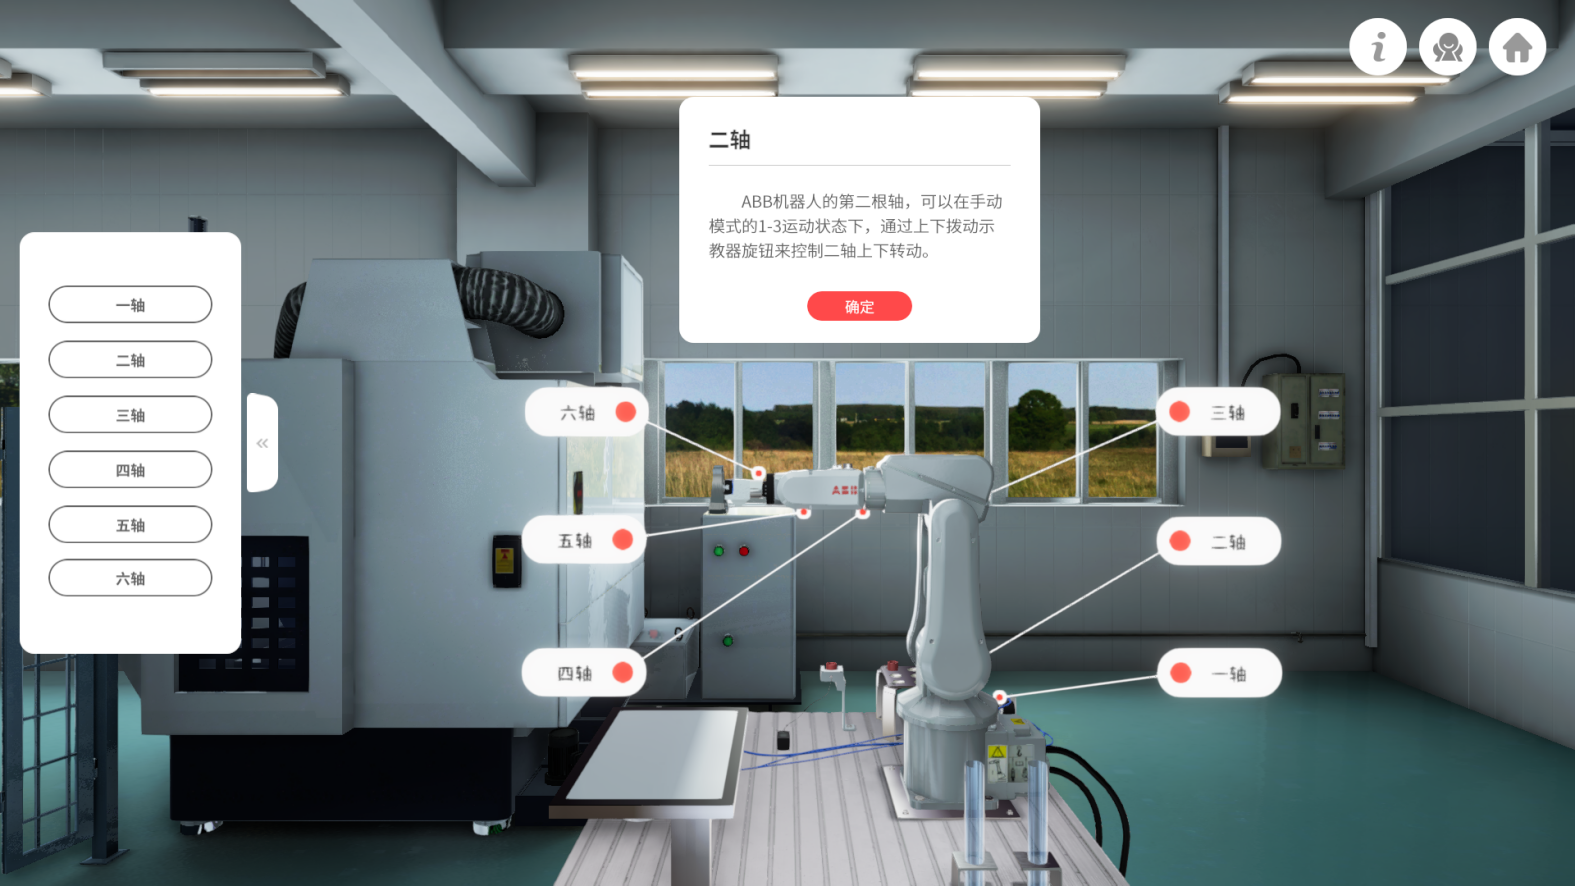 二轴
ABB机器人的第二根轴，可以在手动
模式的1-3运动状态下，通过上下拨动示
教器旋钮来控制二轴上下转动。
确定
一轴
二轴
三轴
四轴
五轴
六轴
六轴
三轴
ABB
五轴
二轴
四轴
一轴